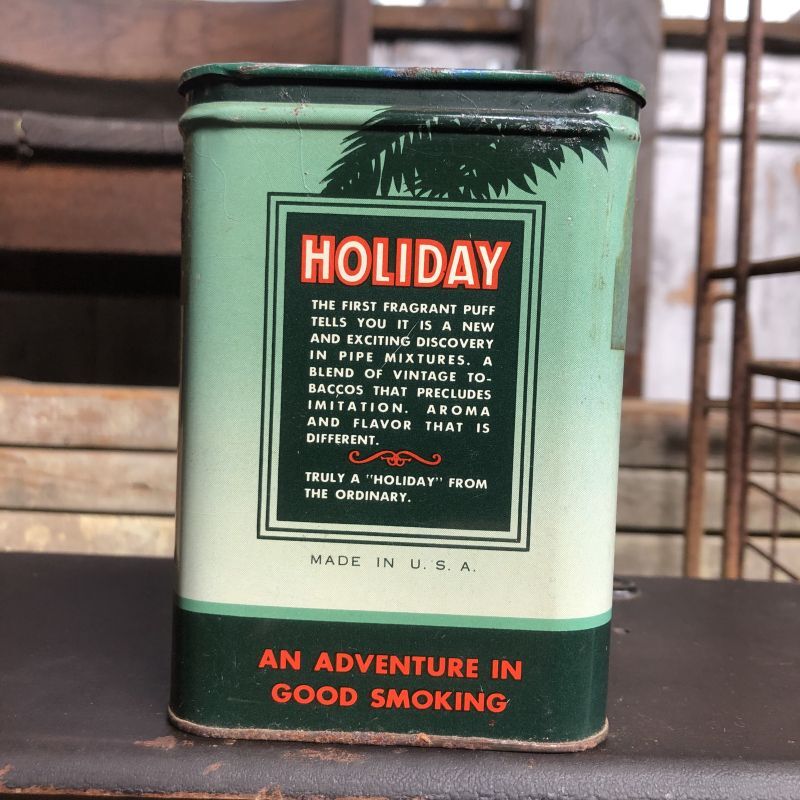 HOLIDAY
THE FIRST FRAGRANT PUFF
TELLS YOU IT IS A NEW
AND EXCITING DISCOVERY
IN PIPE MIXTURES. A
BLEND OF VINTAGE TO-
BACCOS THAT PRECLUDES
IMITATION. AROMA
AND FLAVOR THAT IS
DIFFERENT.
TRULY A "HOLIDAY" FROM
THE ORDINARY.
MADE IN U.S.A.
AN ADVENTURE IN
GOOD SMOKING